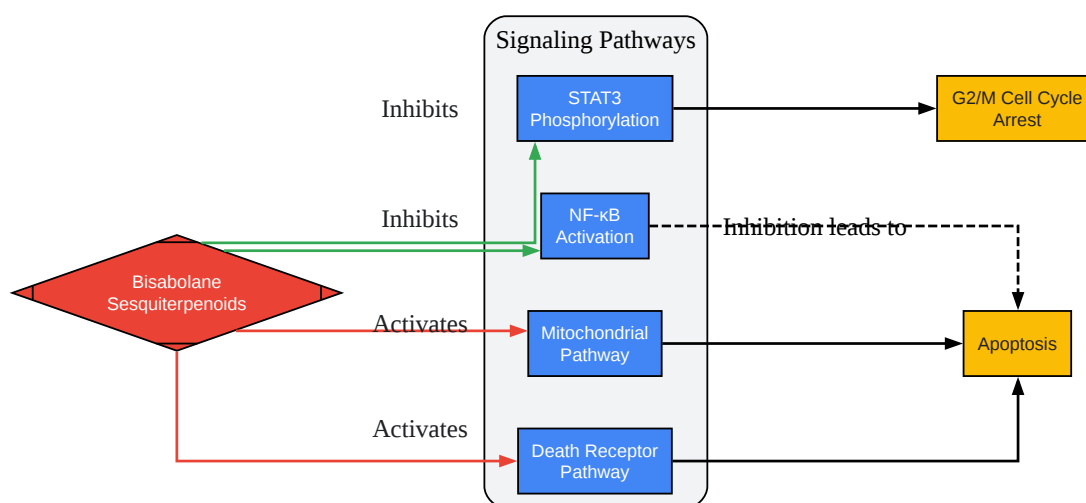 Signaling Pathways
Inhibits
STAT3
Phosphorylation
G2/M Cell Cycle
Arrest
Inhibits
NF-κB
Activation
Inhibition leads to
Bisabolane
Sesquiterpenoids
Activates
Mitochondrial
Pathway
Apoptosis
Activates
Death Receptor
Pathway